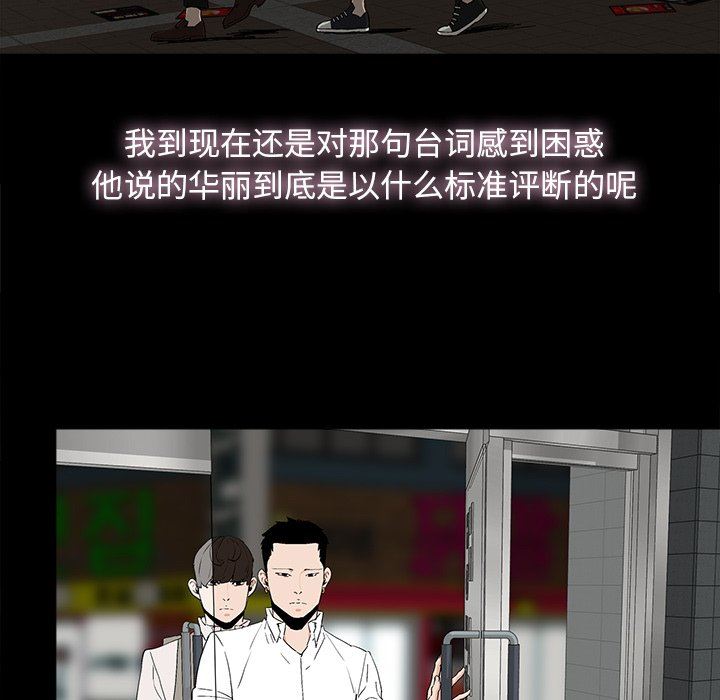 我到现在还是对那句台词感到困惑
他说的华丽到底是以什么标准评断的呢
집